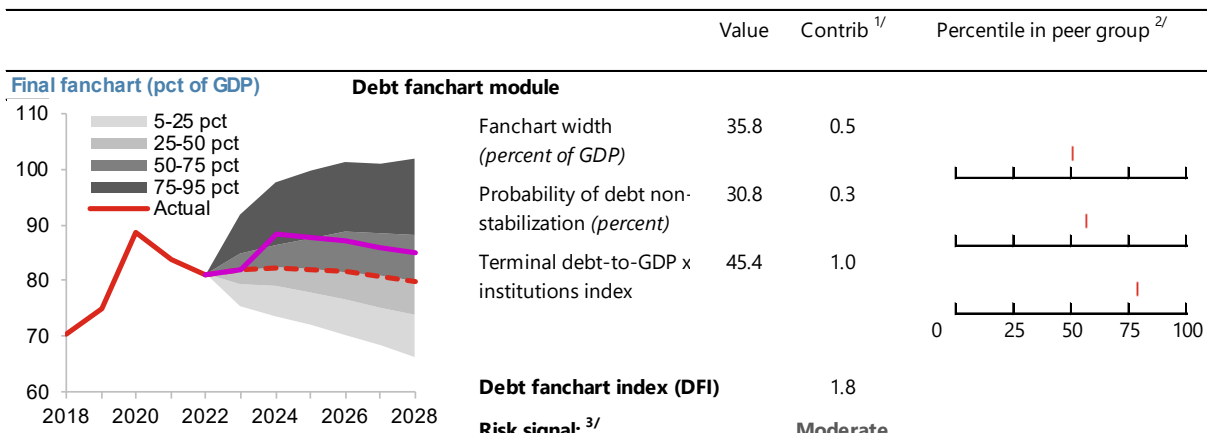 Value Contrib 1/ Percentile in peer group 2/
Final fanchart (pct of GDP)
Debt fanchart module
110
100
90
80
70
60
5-25 pct
25-50 pct
50-75 pct
75-95 pct
Actual
2018 2020 2022 2024 2026 2028
Fanchart width 35.8 0.5
(percent of GDP)
Probability of debt non- 30.8 0.3
stabilization (percent)
Terminal debt-to-GDP x 45.4 1.0
institutions index
0 25 50 75 100
Debt fanchart index (DFI) 1.8
Risk signal: 3/ Moderate